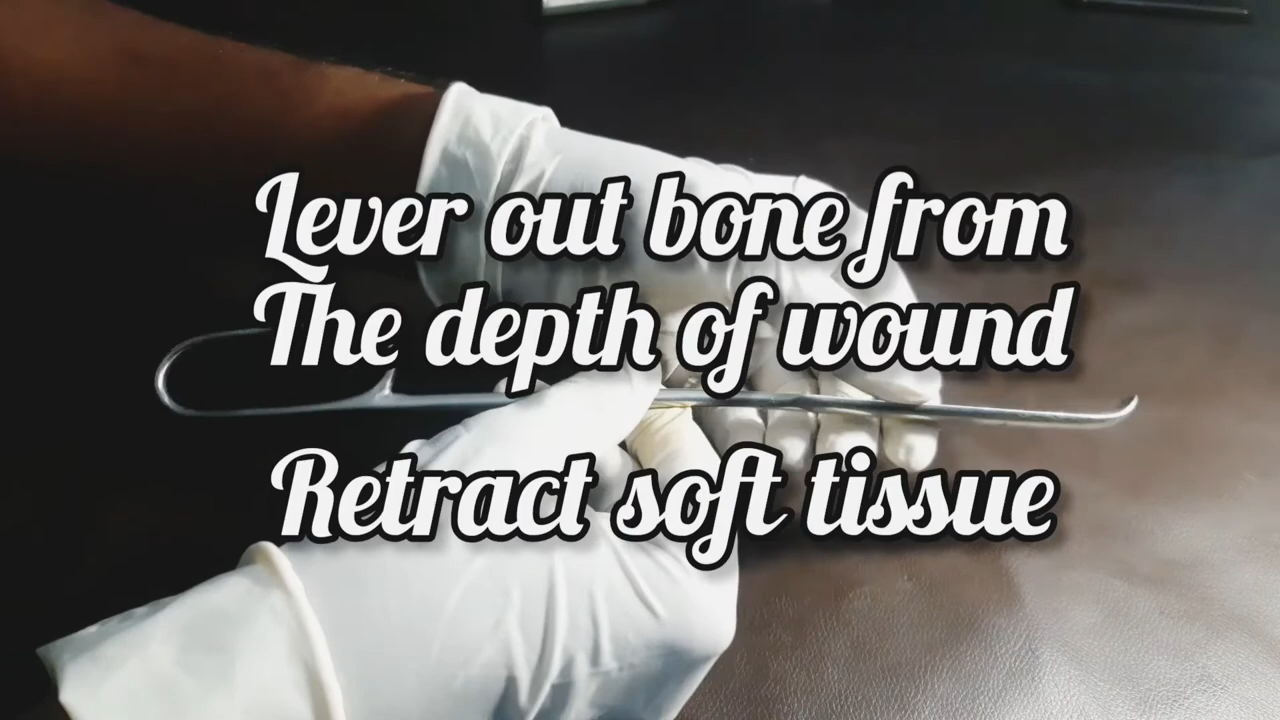 Lever out bone from
The depth of wound
Retract soft tissue